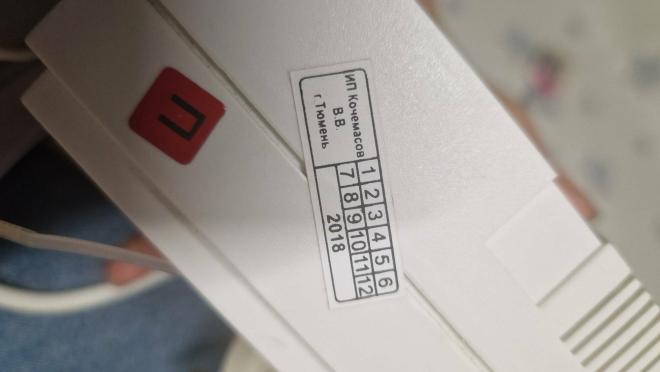 П
ИП Кочемасов
В.В.
г.Тюмень
1 2 3 4 5 6
7 8 9 10 11 12
2018